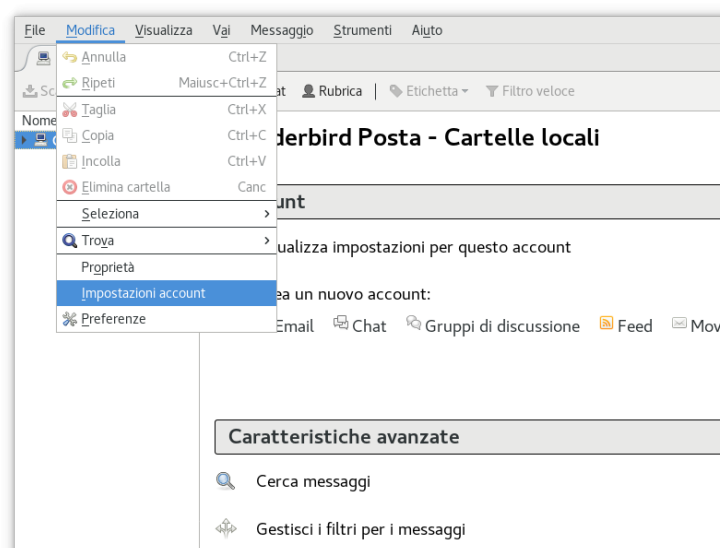 File Modifica Visualizza Vai Messaggio Strumenti Aiuto
Annulla Ctrl+Z
Ripeti Maiusc+Ctrl+Z
Rubrica Etichetta Filtro veloce
Taglia Ctrl+X
Nome
Copia Ctrl+C
derbird Posta - Cartelle locali
Incolla Ctrl+V
Elimina cartella Canc
unt
Seleziona
Trova
ualizza impostazioni per questo account
Proprietà
Impostazioni account
ea un nuovo account:
Preferenze
Email Chat Gruppi di discussione Feed Mov
Caratteristiche avanzate
Cerca messaggi
Gestisci i filtri per i messaggi